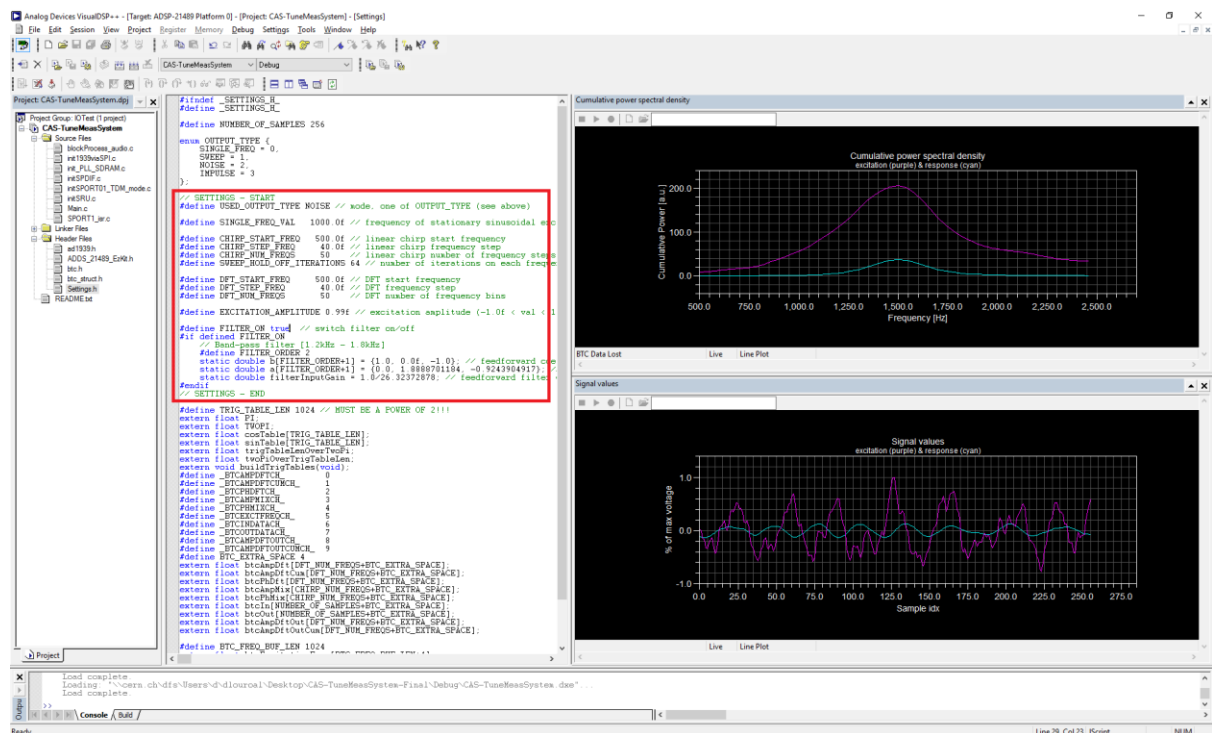 Analog Devices VisualDSP++ - [Target: ADSP-21489 Platform 0] - [Project: CAS-TuneMeasSystem] - [Settings]
File Edit Session View Project Register Memory Debug Settings Tools Window Help
CAS-TuneMeasSystem Debug
Project: CAS-TuneMeasSystem.dpj
Project Group: IOTest (1 project)
CAS-TuneMeasSystem
Source Files
blockProcess_audio.c
init1939viaSPI.c
init_PLL_SDRAM.c
initSPDIF.c
initSPORT01_TDM_mode.c
initSRU.c
Main.c
SPORT1_isr.c
Linker Files
Header Files
ad1939.h
ADDS_21489_EzKit.h
btc.h
btc_struct.h
Settings.h
README.txt
Project
#ifndef _SETTINGS_H_
#define _SETTINGS_H_
#define NUMBER_OF_SAMPLES 256
enum OUTPUT_TYPE {
SINGLE_FREQ = 0,
SWEEP = 1,
NOISE = 2,
IMPULSE = 3
};
// SETTINGS - START
#define USED_OUTPUT_TYPE NOISE // mode, one of OUTPUT_TYPE (see above)
#define SINGLE_FREQ_VAL 1000.0f // frequency of stationary sinusoidal exc
#define CHIRP_START_FREQ 500.0f // linear chirp start frequency
#define CHIRP_STEP_FREQ 40.0f // linear chirp frequency step
#define CHIRP_NUM_FREQS 50 // linear chirp number of frequency steps
#define SWEEP_HOLD_OFF_ITERATIONS 64 // number of iterations on each freque
#define DFT_START_FREQ 500.0f // DFT start frequency
#define DFT_STEP_FREQ 40.0f // DFT frequency step
#define DFT_NUM_FREQS 50 // DFT number of frequency bins
#define EXCITATION_AMPLITUDE 0.99f // excitation amplitude (-1.0f < val < 1
#define FILTER_ON true // switch filter on/off
#if defined FILTER_ON
// Band-pass filter [1.2kHz - 1.8kHz]
#define FILTER_ORDER 2
static double b[FILTER_ORDER+1] = {1.0, 0.0f, -1.0}; // feedforward coe
static double a[FILTER_ORDER+1] = {0.0, 1.8888701184, -0.9243904917}; /
static double filterInputGain = 1.0/26.32372878; // feedforward filter
#endif
// SETTINGS - END
#define TRIG_TABLE_LEN 1024 // MUST BE A POWER OF 2!!!
extern float PI;
extern float TWOPI;
extern float cosTable[TRIG_TABLE_LEN];
extern float sinTable[TRIG_TABLE_LEN];
extern float trigTableLenOverTwoPi;
extern float twoPiOverTrigTableLen;
extern void buildTrigTables(void);
#define _BTCAMPDFTCH_ 0
#define _BTCAMPDFTCUMCH_ 1
#define _BTCPHDFTCH_ 2
#define _BTCAMPMIXCH_ 3
#define _BTCPHMIXCH_ 4
#define _BTCEXCTFREQCH_ 5
#define _BTCINDATACH_ 6
#define _BTCOUTDATACH_ 7
#define _BTCAMPDFTOUTCH_ 8
#define _BTCAMPDFTOUTCUMCH_ 9
#define BTC_EXTRA_SPACE 4
extern float btcAmpDft[DFT_NUM_FREQS+BTC_EXTRA_SPACE];
extern float btcAmpDftCum[DFT_NUM_FREQS+BTC_EXTRA_SPACE];
extern float btcPhDft[DFT_NUM_FREQS+BTC_EXTRA_SPACE];
extern float btcAmpMix[CHIRP_NUM_FREQS+BTC_EXTRA_SPACE];
extern float btcPhMix[CHIRP_NUM_FREQS+BTC_EXTRA_SPACE];
extern float btcIn[NUMBER_OF_SAMPLES+BTC_EXTRA_SPACE];
extern float btcOut[NUMBER_OF_SAMPLES+BTC_EXTRA_SPACE];
extern float btcAmpDftOut[DFT_NUM_FREQS+BTC_EXTRA_SPACE];
extern float btcAmpDftOutCum[DFT_NUM_FREQS+BTC_EXTRA_SPACE];
#define BTC_FREQ_BUF_LEN 1024
Cumulative power spectral density
Cumulative power spectral density
excitation (purple) & response (cyan)
Cumulative Power [a.u.]
200.0
100.0
0.0
500.0 750.0 1,000.0 1,250.0 1,500.0 1,750.0 2,000.0 2,250.0 2,500.0
Frequency [Hz]
BTC Data Lost Live Line Plot
Signal values
Signal values
excitation (purple) & response (cyan)
% of max voltage
1.0
0.0
-1.0
0.0 25.0 50.0 75.0 100.0 125.0 150.0 175.0 200.0 225.0 250.0 275.0
Sample idx
Live Line Plot
Load complete.
Loading: "\\cern.ch\dfs\Users\d\dlouroal\Desktop\CAS-TuneMeasSystem-Final\Debug\CAS-TuneMeasSystem.dxe"...
Load complete.
>>
Output
Console Build
Ready Line 29, Col 23 JScript NUM